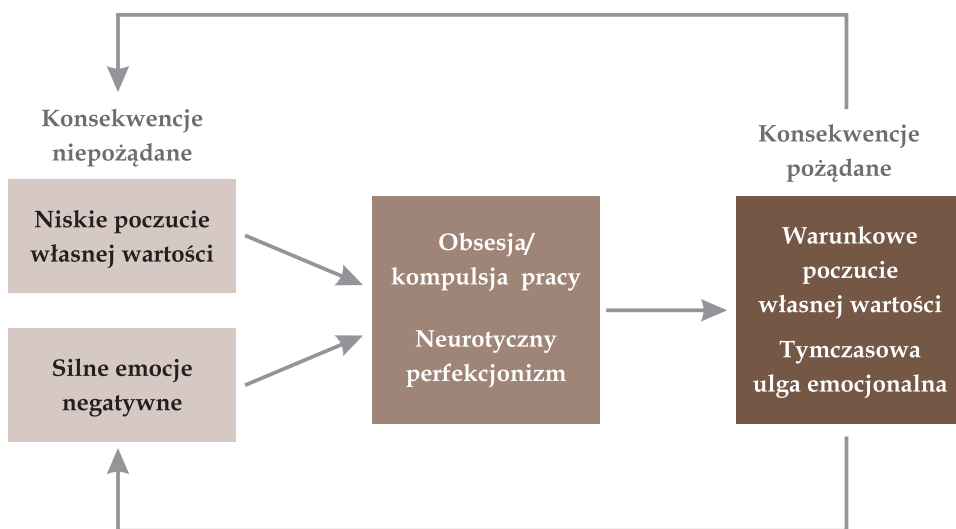 Konsekwencje
niepożądane
Niskie poczucie
własnej wartości
Silne emocje
negatywne
Obsesja/
kompulsja pracy
Neurotyczny
perfekcjonizm
Konsekwencje
pożądane
Warunkowe
poczucie
własnej wartości
Tymczasowa
ulga emocjonalna